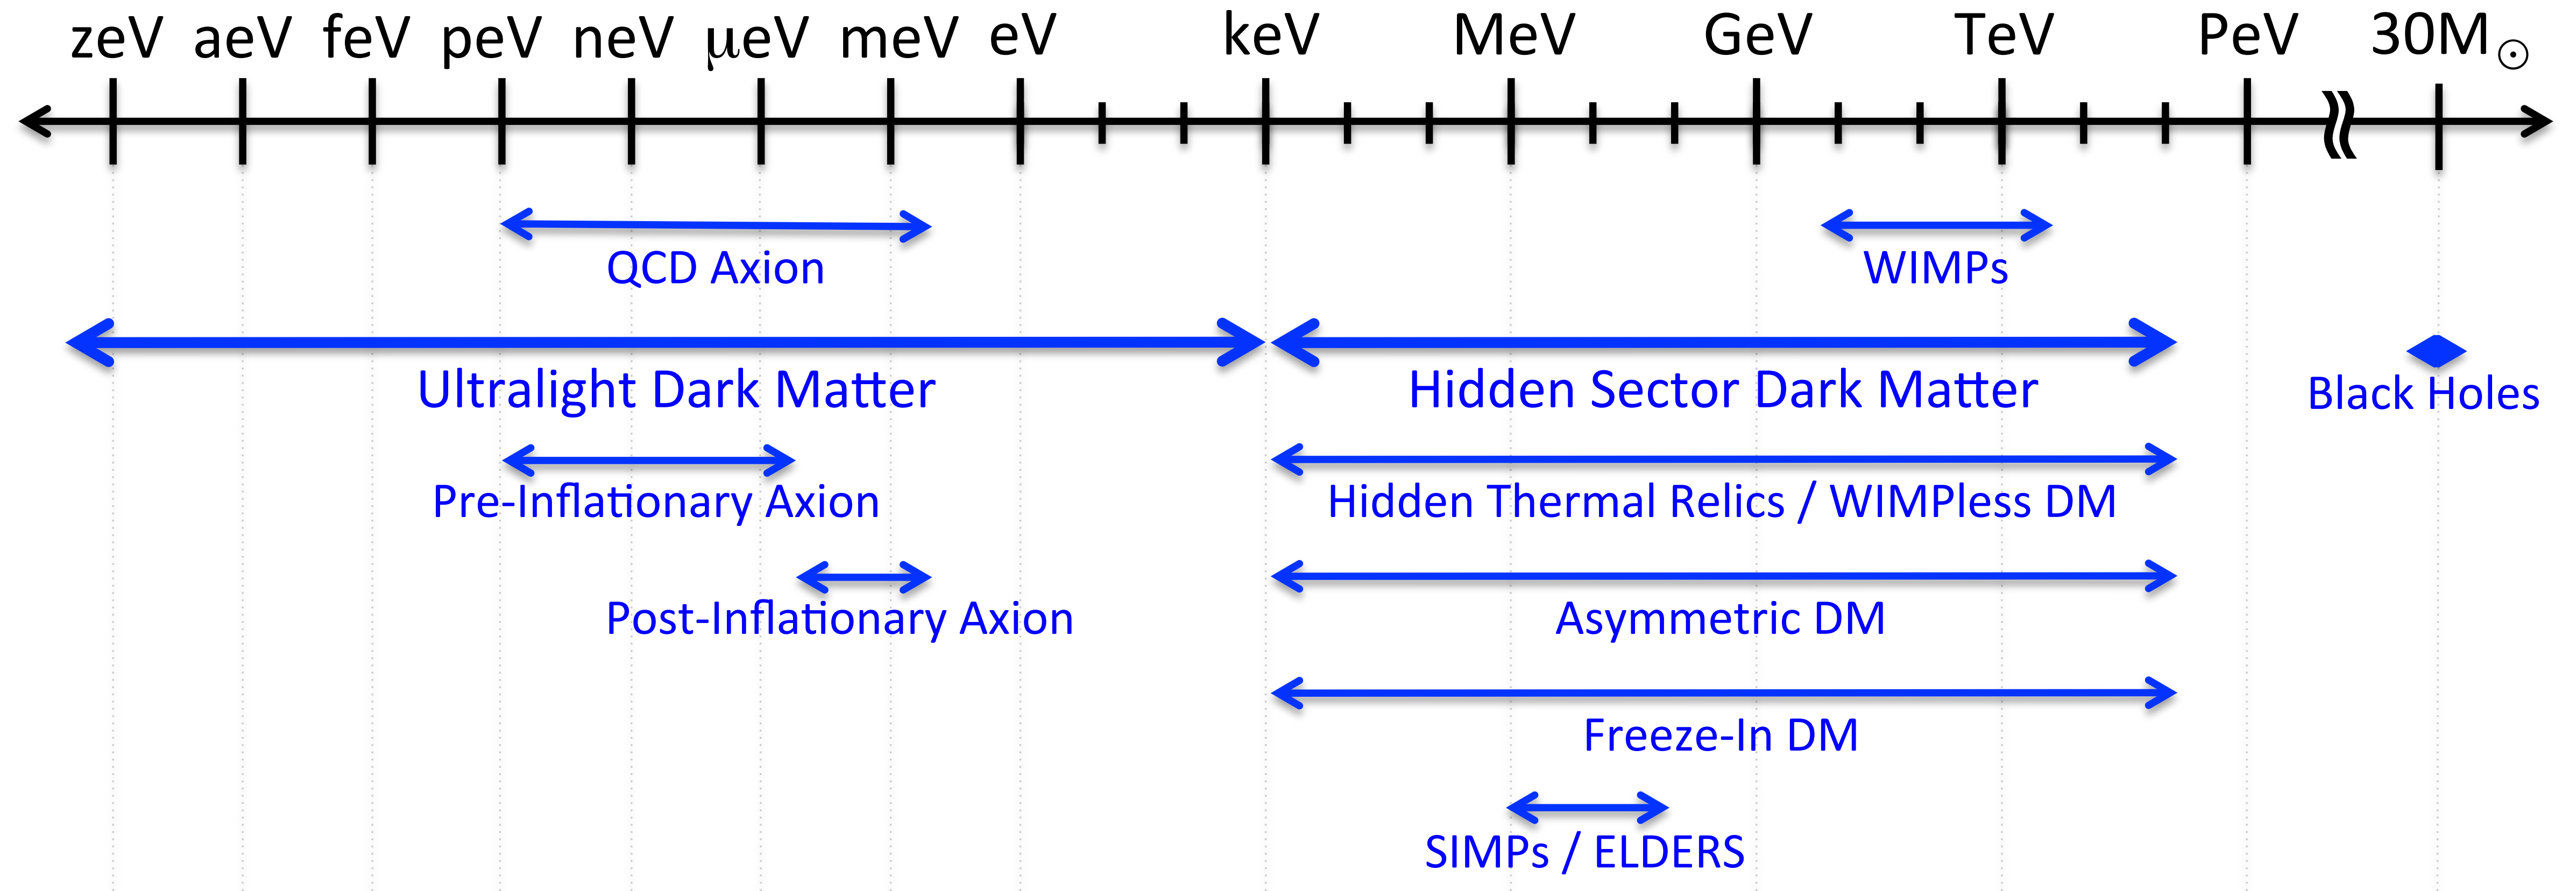 zeV aeV feV peV neV μeV meV eV keV MeV GeV TeV PeV 30M☉
QCD Axion WIMPs
Ultralight Dark Matter Hidden Sector Dark Matter Black Holes
Pre-Inflationary Axion Hidden Thermal Relics / WIMPless DM
Post-Inflationary Axion Asymmetric DM
Freeze-In DM
SIMPs / ELDERS